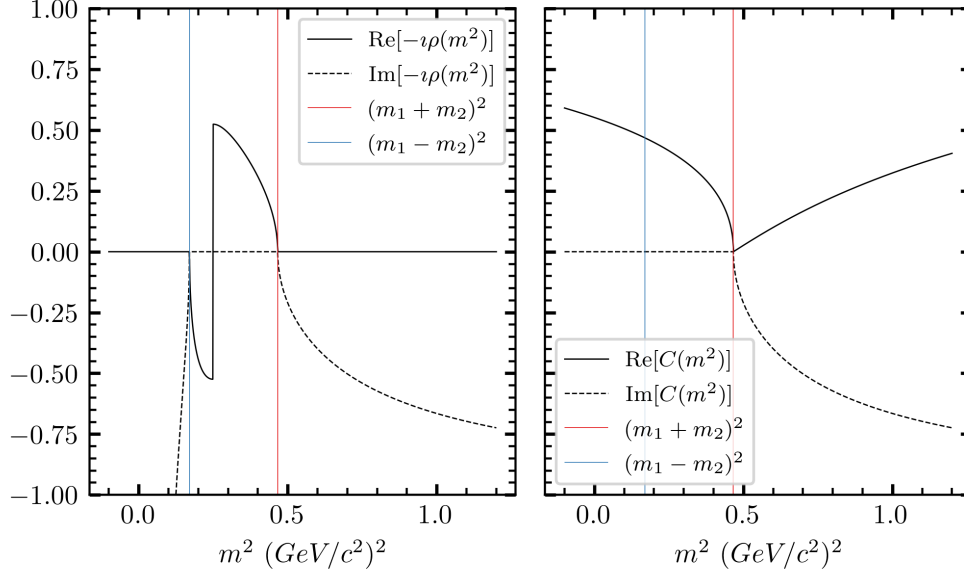 1.00
0.75
0.50
0.25
0.00
−0.25
−0.50
−0.75
−1.00
0.0
0.5
1.0
m² (GeV/c²)²
Re[−ıρ(m²)]
Im[−ıρ(m²)]
(m₁ + m₂)²
(m₁ − m₂)²
0.0
0.5
1.0
m² (GeV/c²)²
Re[C(m²)]
Im[C(m²)]
(m₁ + m₂)²
(m₁ − m₂)²